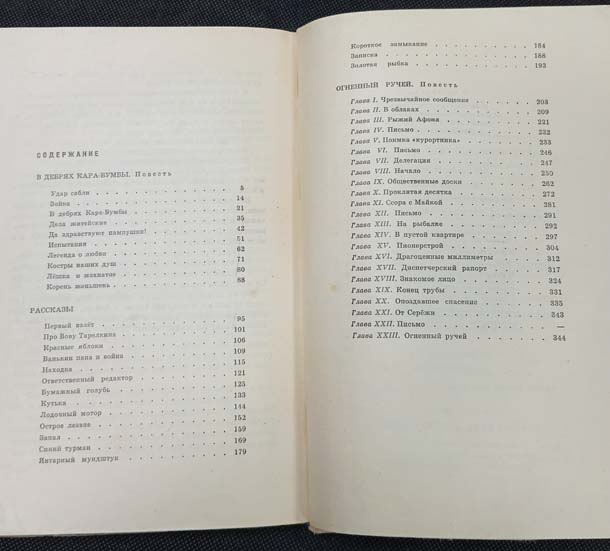 СОДЕРЖАНИЕ
В ДЕБРЯХ КАРА-БУМБЫ. Повесть
Удар сабли . . . 5
Война . . . 14
В дебрях Кара-Бумбы . . . 21
Дела житейские . . . 35
Да здравствуют пампушки! . . . 42
Испытания . . . 51
Легенда о любви . . . 62
Костры наших душ . . . 71
Лёшка и мохнатое . . . 80
Корень женьшень . . . 88
РАССКАЗЫ
Первый взлёт . . . 95
Про Вову Тарелкина . . . 101
Красные яблоки . . . 106
Ванькин папа и война . . . 109
Находка . . . 115
Ответственный редактор . . . 121
Бумажный голубь . . . 125
Кутька . . . 133
Лодочный мотор . . . 144
Остров . . . 152
Запал . . . 159
Синий турман . . . 169
Янтарный мундштук . . . 179
Короткое замыкание . . . 184
Записка . . . 188
Золотая рыбка . . . 193
ОГНЕННЫЙ РУЧЕЙ. Повесть
Глава I. Чрезвычайное сообщение . . . 203
Глава II. В облаках . . . 209
Глава III. Рыжий Афоня . . . 221
Глава IV. Письмо . . . 232
Глава V. Поимка «курортника» . . . 233
Глава VI. Письмо . . . 246
Глава VII. Делегация . . . 247
Глава VIII. Начало . . . 250
Глава IX. Общественные доски . . . 262
Глава X. Проклятая десятка . . . 272
Глава XI. Ссора с Майкой . . . 281
Глава XII. Письмо . . . 291
Глава XIII. На рыбалке . . . 292
Глава XIV. В пустой квартире . . . 297
Глава XV. Пионерстрой . . . 304
Глава XVI. Драгоценные миллиметры . . . 312
Глава XVII. Диспетчерский рапорт . . . 317
Глава XVIII. Знакомое лицо . . . 324
Глава XIX. Конец трубы . . . 331
Глава XX. Опоздавшее спасение . . . 335
Глава XXI. От Серёжи . . . 343
Глава XXII. Письмо . . . —
Глава XXIII. Огненный ручей . . . 344